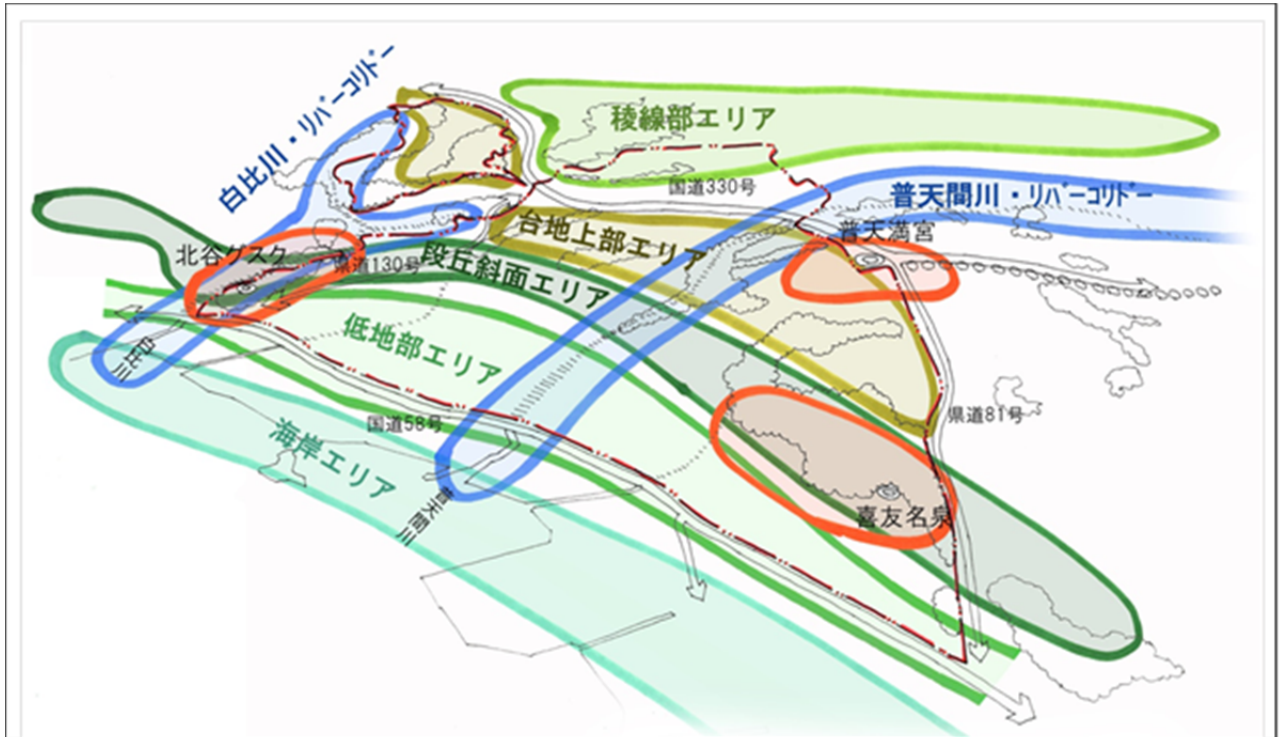 白比川・リバーコリドー
稜線部エリア
国道330号
普天間川・リバーコリドー
普天満宮
台地上部エリア
北谷グスク
県道130号
段丘斜面エリア
低地部エリア
白比川
国道58号
県道81号
海岸エリア
普天間川
喜友名泉